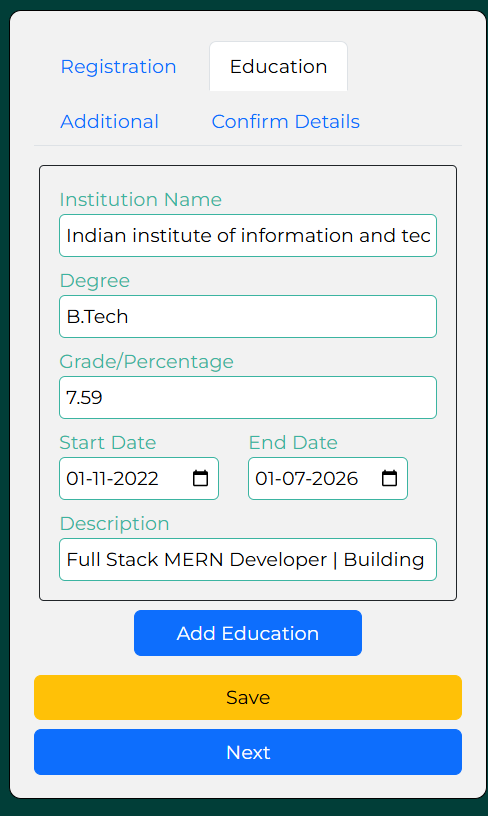 Registration Education
Additional Confirm Details
Institution Name
Indian institute of information and tec
Degree
B.Tech
Grade/Percentage
7.59
Start Date End Date
01-11-2022 01-07-2026
Description
Full Stack MERN Developer | Building
Add Education
Save
Next